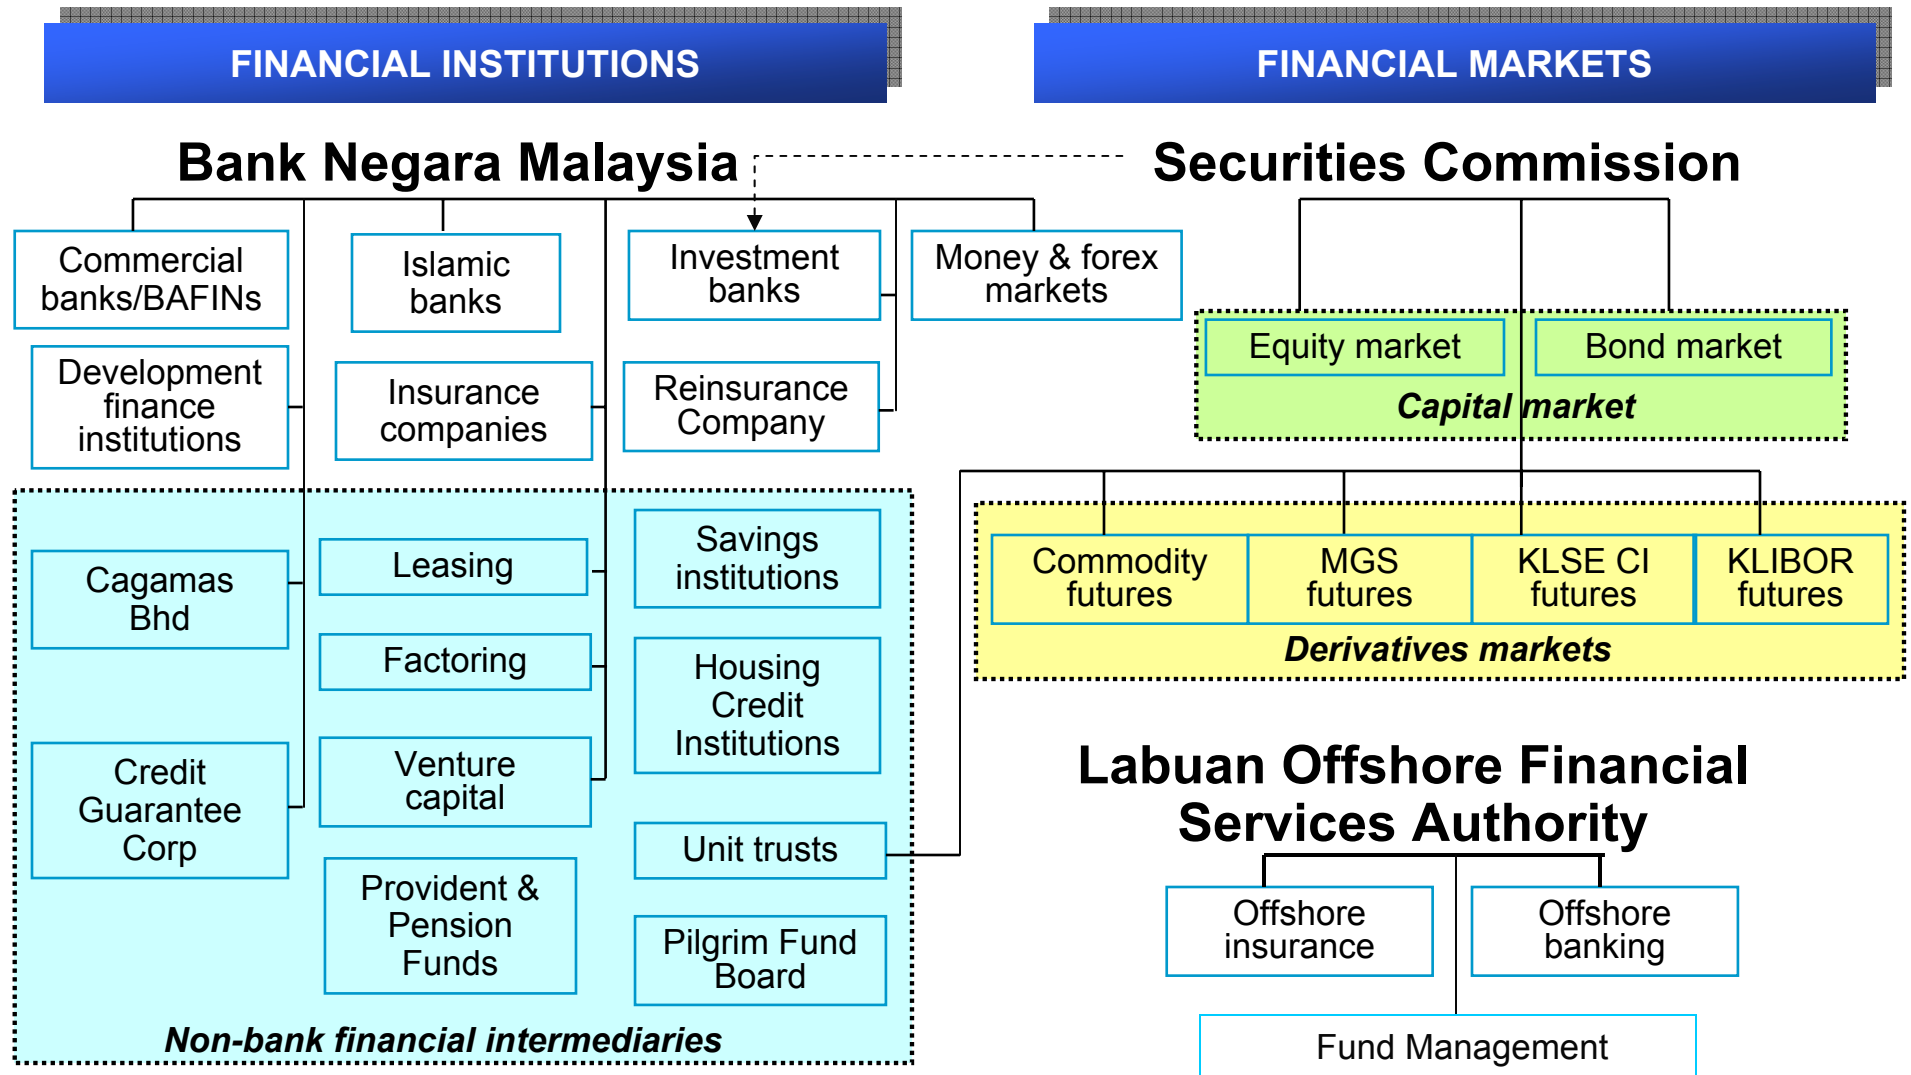 FINANCIAL INSTITUTIONS
FINANCIAL MARKETS
Bank Negara Malaysia
Securities Commission
Commercial
banks/BAFINs
Islamic
banks
Investment
banks
Money & forex
markets
Development
finance
institutions
Insurance
companies
Reinsurance
Company
Equity market
Bond market
Capital market
Cagamas
Bhd
Leasing
Savings
institutions
Factoring
Housing
Credit
Institutions
Credit
Guarantee
Corp
Venture
capital
Unit trusts
Provident &
Pension
Funds
Pilgrim Fund
Board
Non-bank financial intermediaries
Commodity
futures
MGS
futures
KLSE CI
futures
KLIBOR
futures
Derivatives markets
Labuan Offshore Financial
Services Authority
Offshore
insurance
Offshore
banking
Fund Management